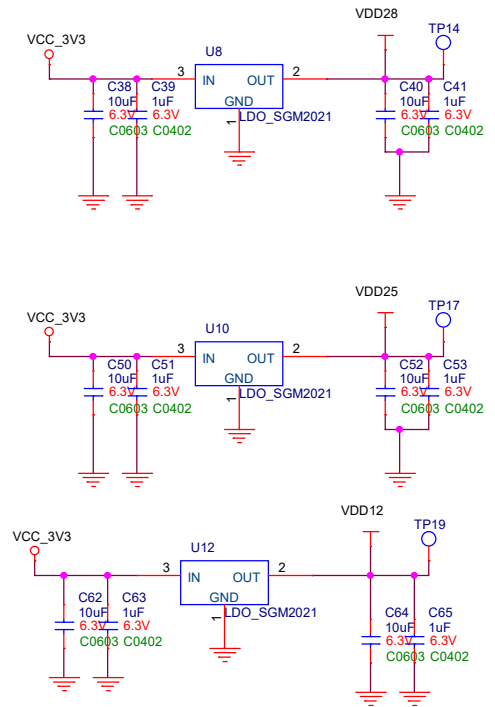 VCC_3V3
U8
VDD28
TP14
3
IN
OUT
2
GND
1
LDO_SGM2021
C38
10uF
6.3V
C0603
C39
1uF
6.3V
C0402
C40
10uF
6.3V
C0603
C41
1uF
6.3V
C0402
VCC_3V3
U10
VDD25
TP17
3
IN
OUT
2
GND
1
LDO_SGM2021
C50
10uF
6.3V
C0603
C51
1uF
6.3V
C0402
C52
10uF
6.3V
C0603
C53
1uF
6.3V
C0402
VCC_3V3
U12
VDD12
TP19
3
IN
OUT
2
GND
1
LDO_SGM2021
C62
10uF
6.3V
C0603
C63
1uF
6.3V
C0402
C64
10uF
6.3V
C0603
C65
1uF
6.3V
C0402